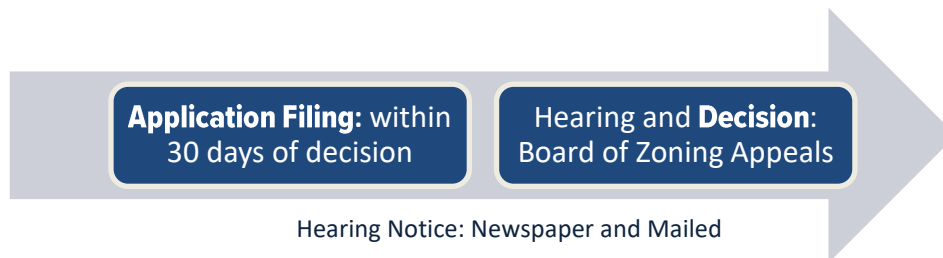 Application Filing: within
30 days of decision
Hearing and Decision:
Board of Zoning Appeals
Hearing Notice: Newspaper and Mailed